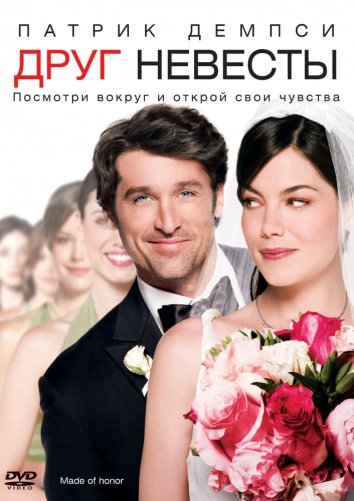 ПАТРИК ДЕМПСИ
ДРУГ НЕВЕСТЫ
Посмотри вокруг и открой свои чувства
DVD
VIDEO
Made of honor